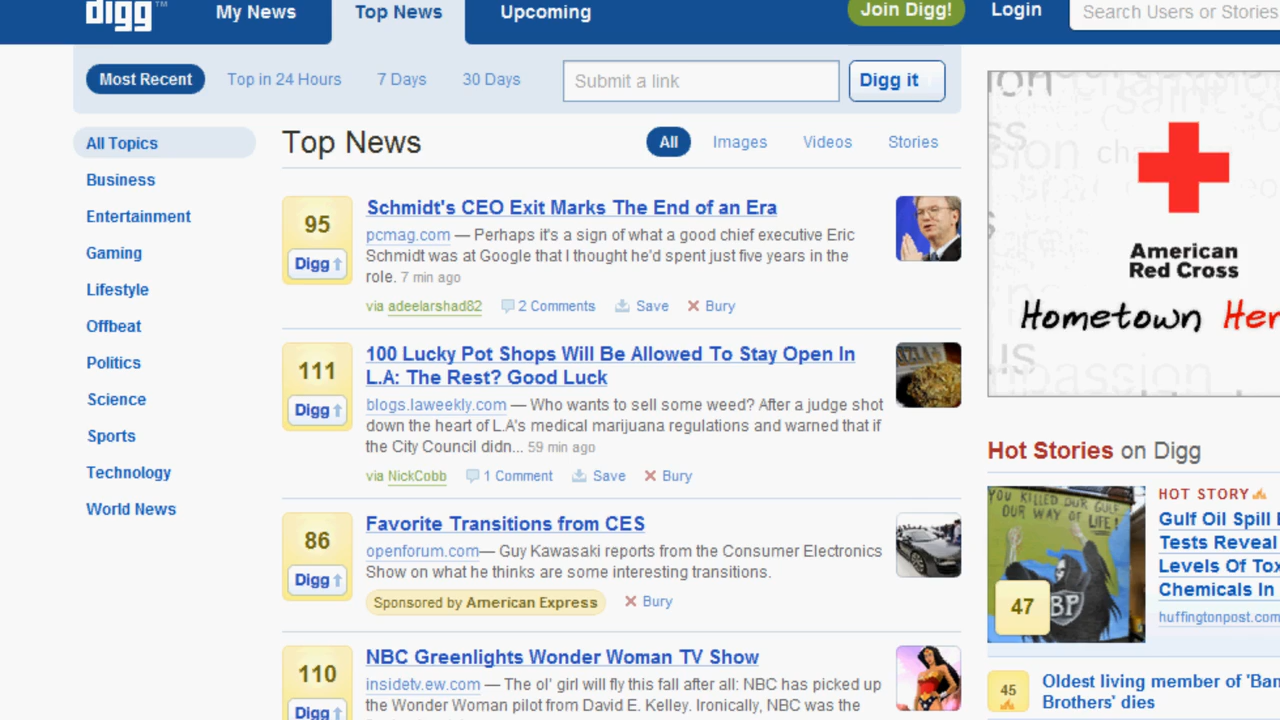 digg™
My News
Top News
Upcoming
Join Digg!
Login
Search Users or Stories
Most Recent
Top in 24 Hours
7 Days
30 Days
Submit a link
Digg it
All Topics
Business
Entertainment
Gaming
Lifestyle
Offbeat
Politics
Science
Sports
Technology
World News
Top News
All
Images
Videos
Stories
95
Digg
Schmidt's CEO Exit Marks The End of an Era
pcmag.com — Perhaps it's a sign of what a good chief executive Eric
Schmidt was at Google that I thought he'd spent just five years in the
role. 7 min ago
via adeelarshad82
2 Comments
Save
Bury
111
Digg
100 Lucky Pot Shops Will Be Allowed To Stay Open In
L.A: The Rest? Good Luck
blogs.laweekly.com — Who wants to sell some weed? After a judge shot
down the heart of L.A's medical marijuana regulations and warned that if
the City Council didn... 59 min ago
via NickCobb
1 Comment
Save
Bury
86
Digg
Favorite Transitions from CES
openforum.com— Guy Kawasaki reports from the Consumer Electronics
Show on what he thinks are some interesting transitions.
Sponsored by American Express
Bury
110
Digg
NBC Greenlights Wonder Woman TV Show
insidetv.ew.com — The ol' girl will fly this fall after all: NBC has picked up
the Wonder Woman pilot from David E. Kelley. Ironically, NBC was the
American
Red Cross
Hometown Her
Hot Stories on Digg
YOU KILLED OUR GULF
OUR WAY OF LIFE!
BP
47
HOT STORY
Gulf Oil Spill
Tests Reveal
Levels Of Tox
Chemicals In
huffingtonpost.com
45
Oldest living member of 'Ban
Brothers' dies